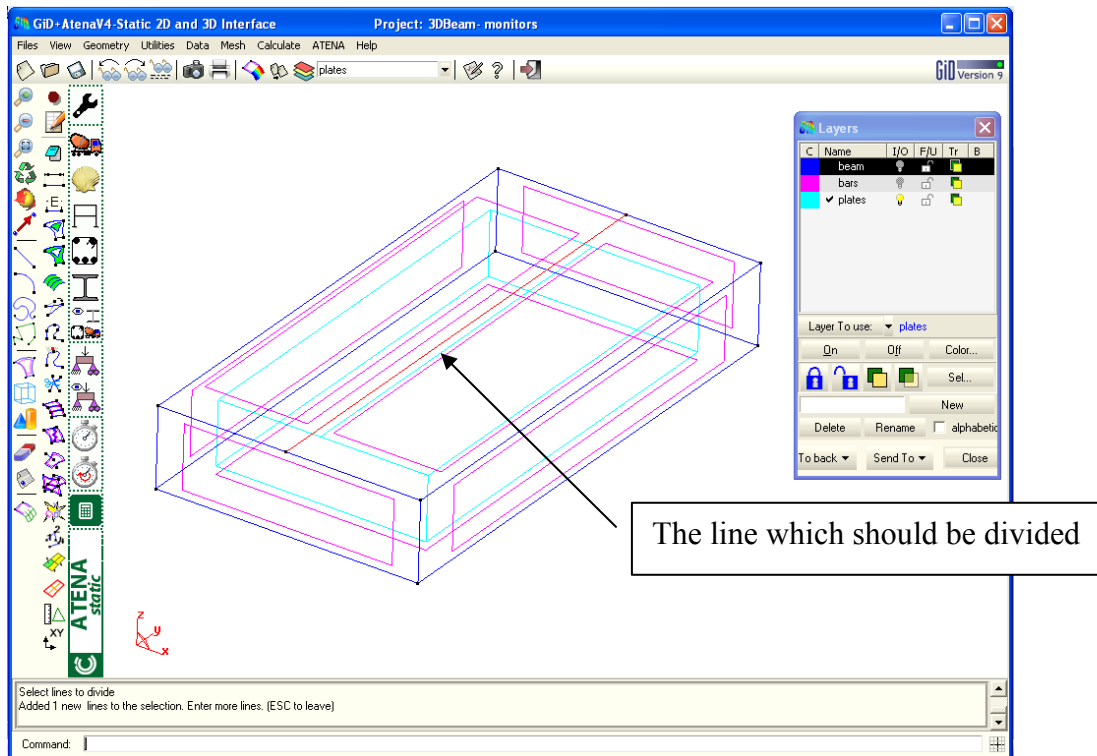 GiD+AtenaV4-Static 2D and 3D Interface Project: 3DBeam- monitors
Files View Geometry Utilities Data Mesh Calculate ATENA Help
plates
GiD Version 9
Layers
C Name I/O F/U Tr B
beam
bars
plates
Layer To use: plates
On Off Color...
Sel...
New
Delete Rename alphabetic
To back Send To Close
The line which should be divided
ATENA
static
XY
z
y
x
Select lines to divide
Added 1 new lines to the selection. Enter more lines. (ESC to leave)
Command: